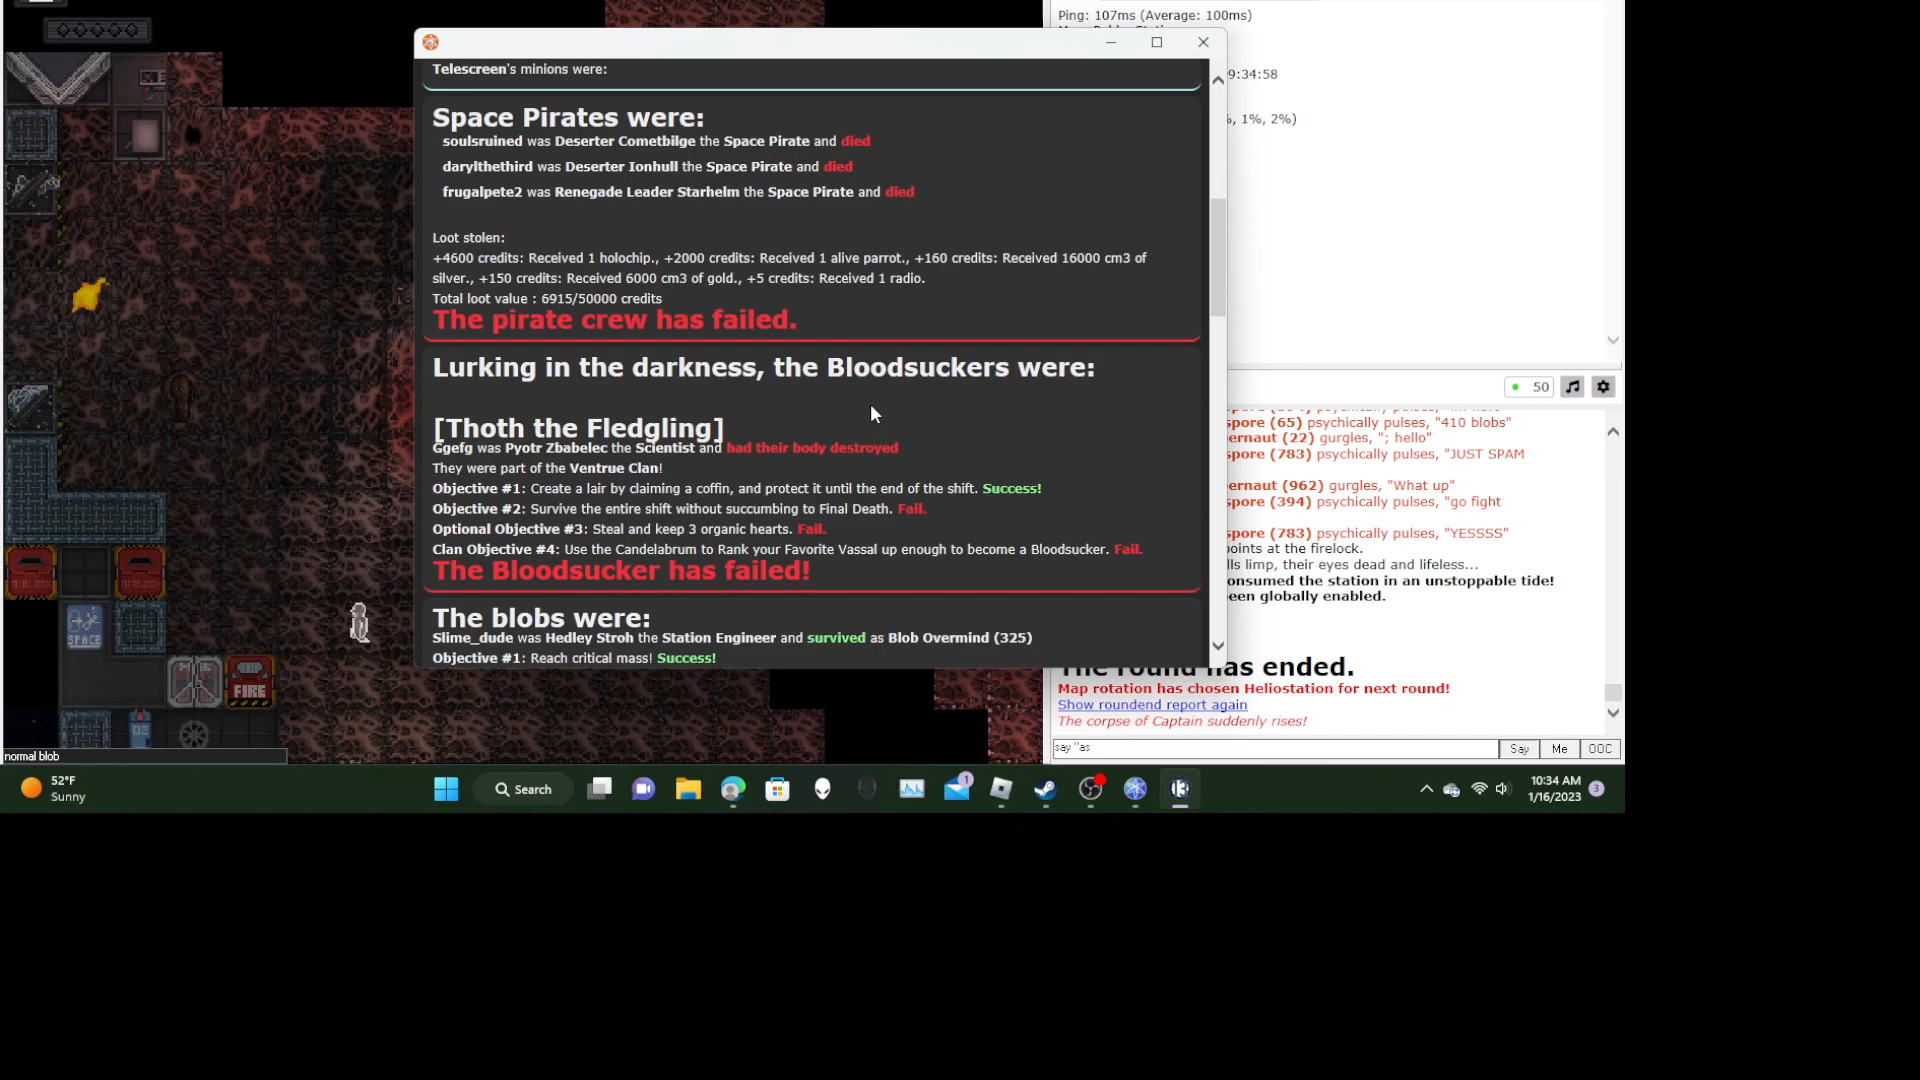 Ping: 107ms (Average: 100ms)
9:34:58
, 1%, 2%)
Telescreen's minions were:
Space Pirates were:
soulsruined was Deserter Cometbilge the Space Pirate and died
darylthethird was Deserter Ionhull the Space Pirate and died
frugalpete2 was Renegade Leader Starhelm the Space Pirate and died
Loot stolen:
+4600 credits: Received 1 holochip., +2000 credits: Received 1 alive parrot., +160 credits: Received 16000 cm3 of
silver., +150 credits: Received 6000 cm3 of gold., +5 credits: Received 1 radio.
Total loot value : 6915/50000 credits
The pirate crew has failed.
Lurking in the darkness, the Bloodsuckers were:
[Thoth the Fledgling]
Ggefg was Pyotr Zbabelec the Scientist and had their body destroyed
They were part of the Ventrue Clan!
Objective #1: Create a lair by claiming a coffin, and protect it until the end of the shift. Success!
Objective #2: Survive the entire shift without succumbing to Final Death. Fail.
Optional Objective #3: Steal and keep 3 organic hearts. Fail.
Clan Objective #4: Use the Candelabrum to Rank your Favorite Vassal up enough to become a Bloodsucker. Fail.
The Bloodsucker has failed!
The blobs were:
Slime_dude was Hedley Stroh the Station Engineer and survived as Blob Overmind (325)
Objective #1: Reach critical mass! Success!
50
spore (65) psychically pulses, "410 blobs"
ernaut (22) gurgles, "; hello"
spore (783) psychically pulses, "JUST SPAM
ernaut (962) gurgles, "What up"
spore (394) psychically pulses, "go fight
spore (783) psychically pulses, "YESSSS"
points at the firelock.
lls limp, their eyes dead and lifeless...
onsumed the station in an unstoppable tide!
een globally enabled.
The round has ended.
Map rotation has chosen Heliostation for next round!
Show roundend report again
The corpse of Captain suddenly rises!
say "as
Say
Me
OOC
SPACE
FIRE
normal blob
52°F
Sunny
Search
1
10:34 AM
1/16/2023
3